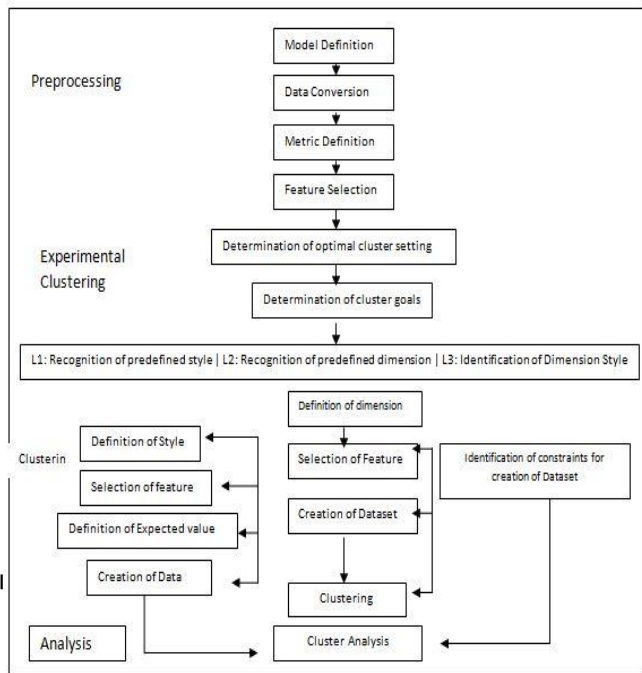 Model Definition
Preprocessing
Data Conversion
Metric Definition
Feature Selection
Determination of optimal cluster setting
Experimental
Clustering
Determination of cluster goals
L1: Recognition of predefined style | L2: Recognition of predefined dimension | L3: Identification of Dimension Style
Definition of dimension
Clusterin
Definition of Style
Selection of Feature
Identification of constraints for
creation of Dataset
Selection of feature
Creation of Dataset
Definition of Expected value
Creation of Data
l
Clustering
Analysis
Cluster Analysis